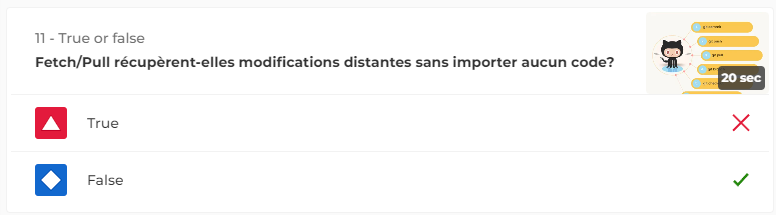 11 - True or false
Fetch/Pull récupèrent-elles modifications distantes sans importer aucun code?
20 sec
True
False